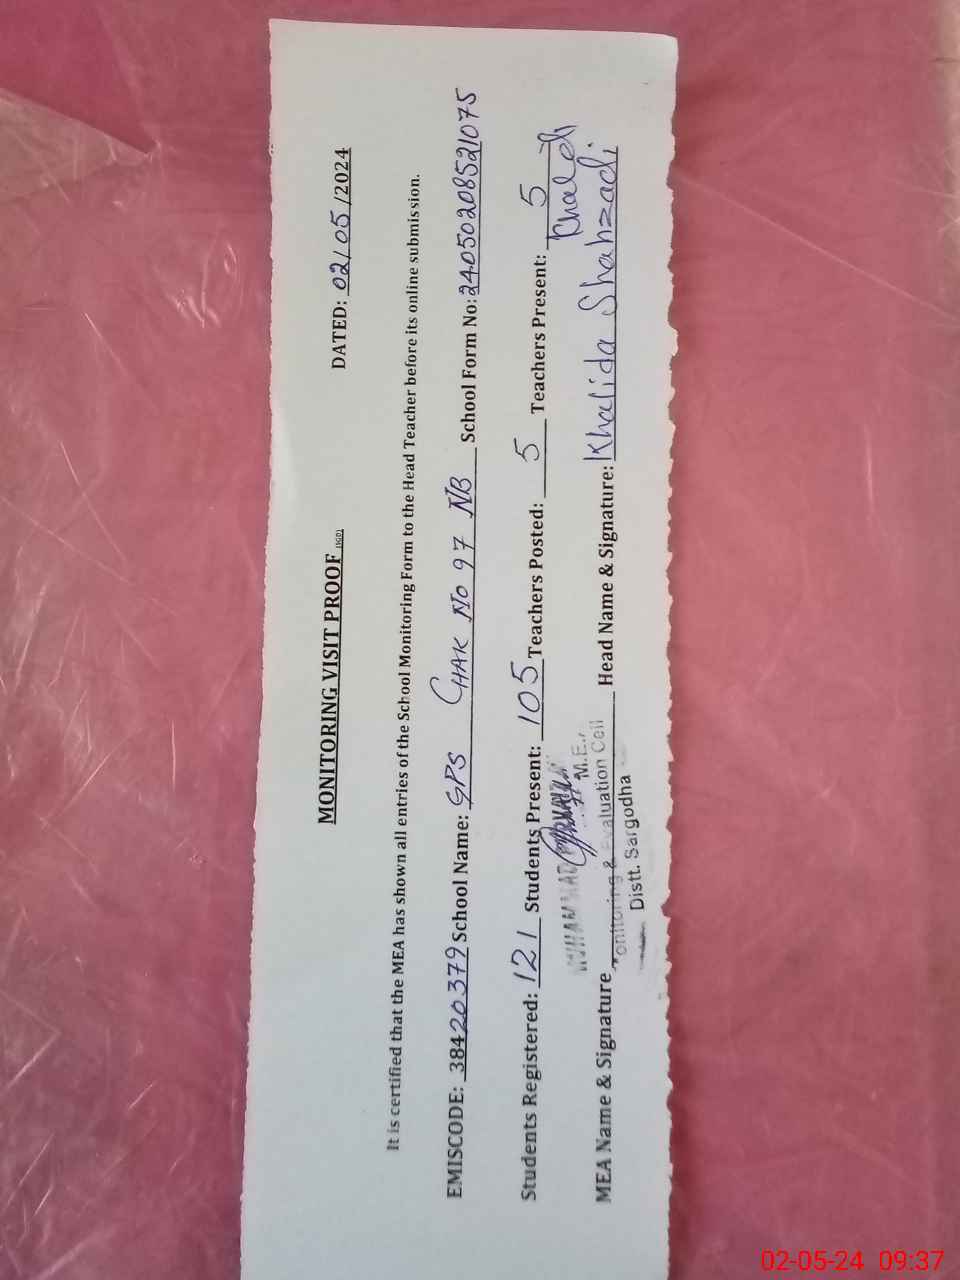 MONITORING VISIT PROOF (SGD)
DATED: 02/05/2024
It is certified that the MEA has shown all entries of the School Monitoring Form to the Head Teacher before its online submission.
EMISCODE: 38420379 School Name: GPS CHAK No 97 NB School Form No: 24050208521075
Students Registered: 121 Students Present: 105 Teachers Posted: 5 Teachers Present: 5
MUHAMMAD
M.E.,
MEA Name & Signature Head Name & Signature: Khalida Shahzadi
Monitoring & Evaluation Cell
Distt. Sargodha
02-05-24 09:37